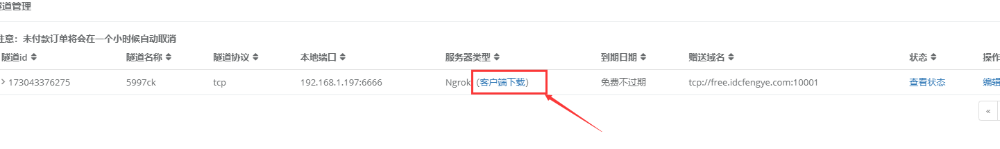 隧道管理
注意：未付款订单将会在一个小时候自动取消
隧道id 隧道名称 隧道协议 本地端口 服务器类型 到期日期 赠送域名 状态 操作
173043376275 5997ck tcp 192.168.1.197:6666 Ngrok (客户端下载) 免费不过期 tcp://free.idcfengye.com:10001 查看状态 编辑
«